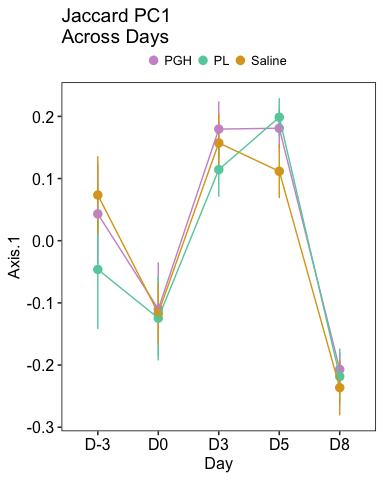 Jaccard PC1
Across Days
PGH PL Saline
0.2
0.1
0.0
-0.1
-0.2
-0.3
Axis.1
D-3 D0 D3 D5 D8
Day